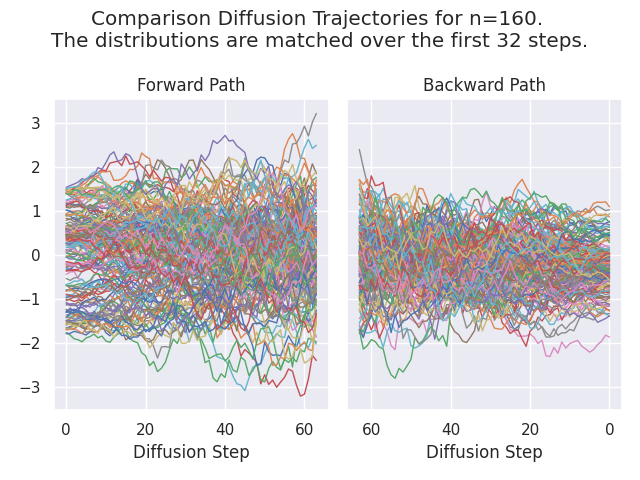 Comparison Diffusion Trajectories for n=160.
The distributions are matched over the first 32 steps.
Forward Path
Backward Path
3
2
1
0
−1
−2
−3
0 20 40 60
60 40 20 0
Diffusion Step
Diffusion Step